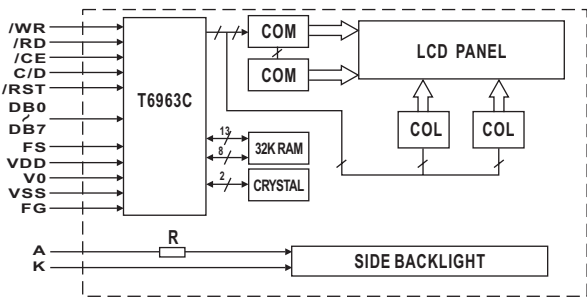 /WR
/RD
/CE
C/D
/RST
DB0
~
DB7
FS
VDD
V0
VSS
FG
A
K
T6963C
COM
COM
LCD PANEL
COL
COL
13
8
32K RAM
2
CRYSTAL
R
SIDE BACKLIGHT